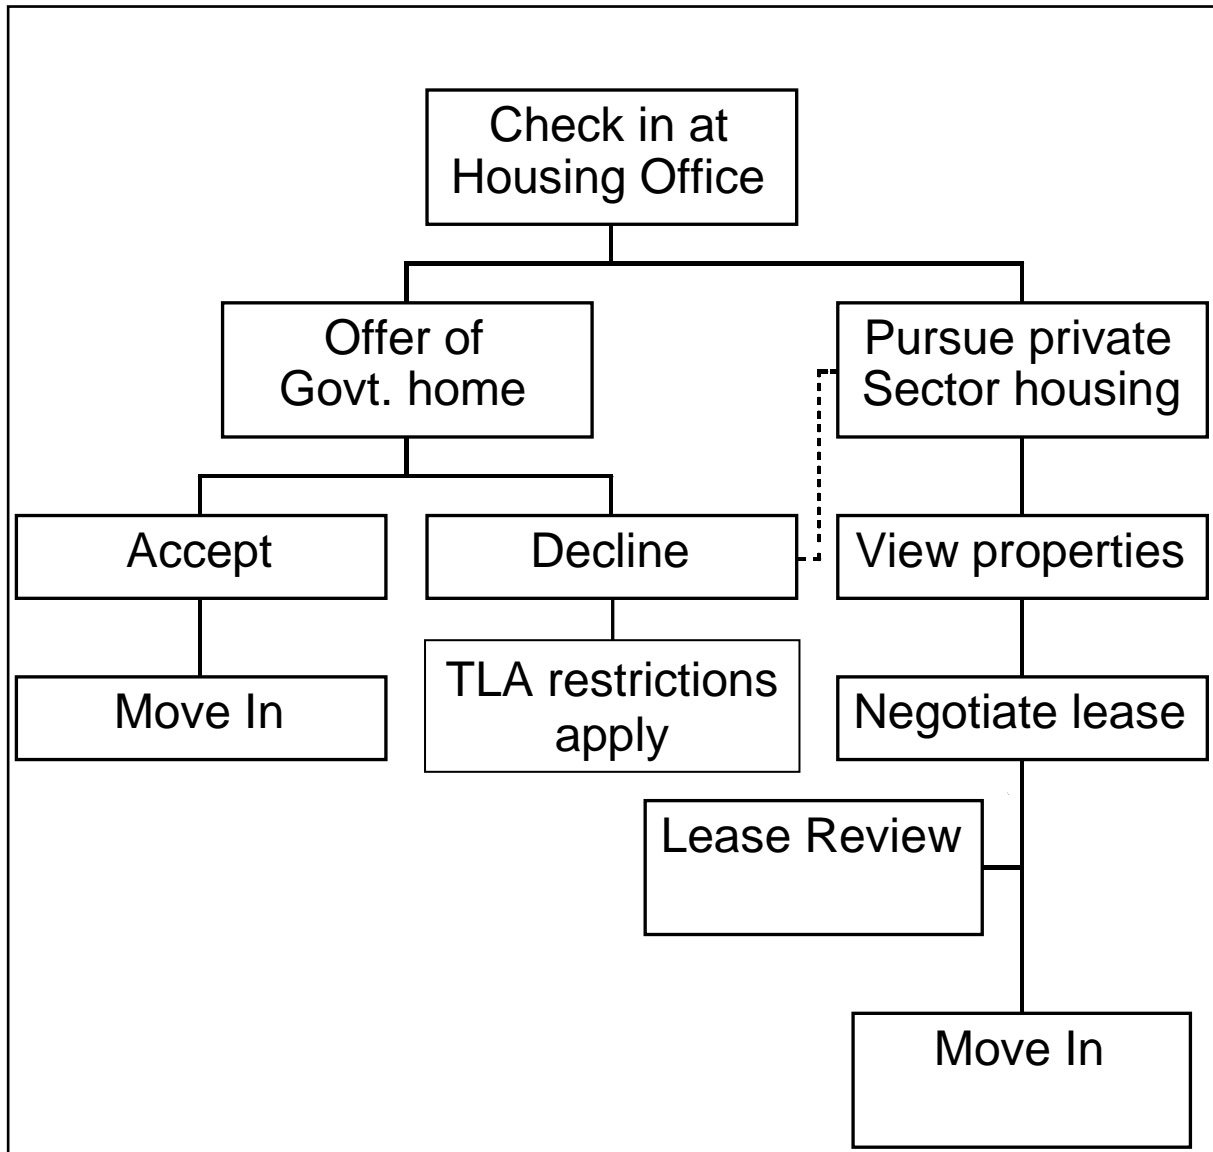 Check in at
Housing Office
Offer of
Govt. home
Pursue private
Sector housing
Accept
Decline
View properties
Move In
TLA restrictions
apply
Negotiate lease
Lease Review
Move In